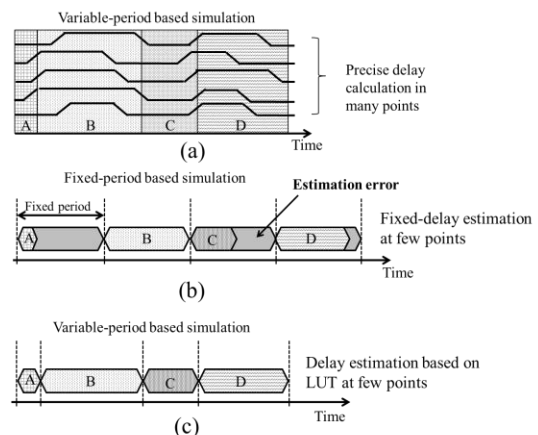 Variable-period based simulation
Precise delay
calculation in
many points
A B C D
Time
(a)
Fixed-period based simulation
Estimation error
Fixed period
Fixed-delay estimation
at few points
A B C D
Time
(b)
Variable-period based simulation
A B C D
Delay estimation based on
LUT at few points
Time
(c)